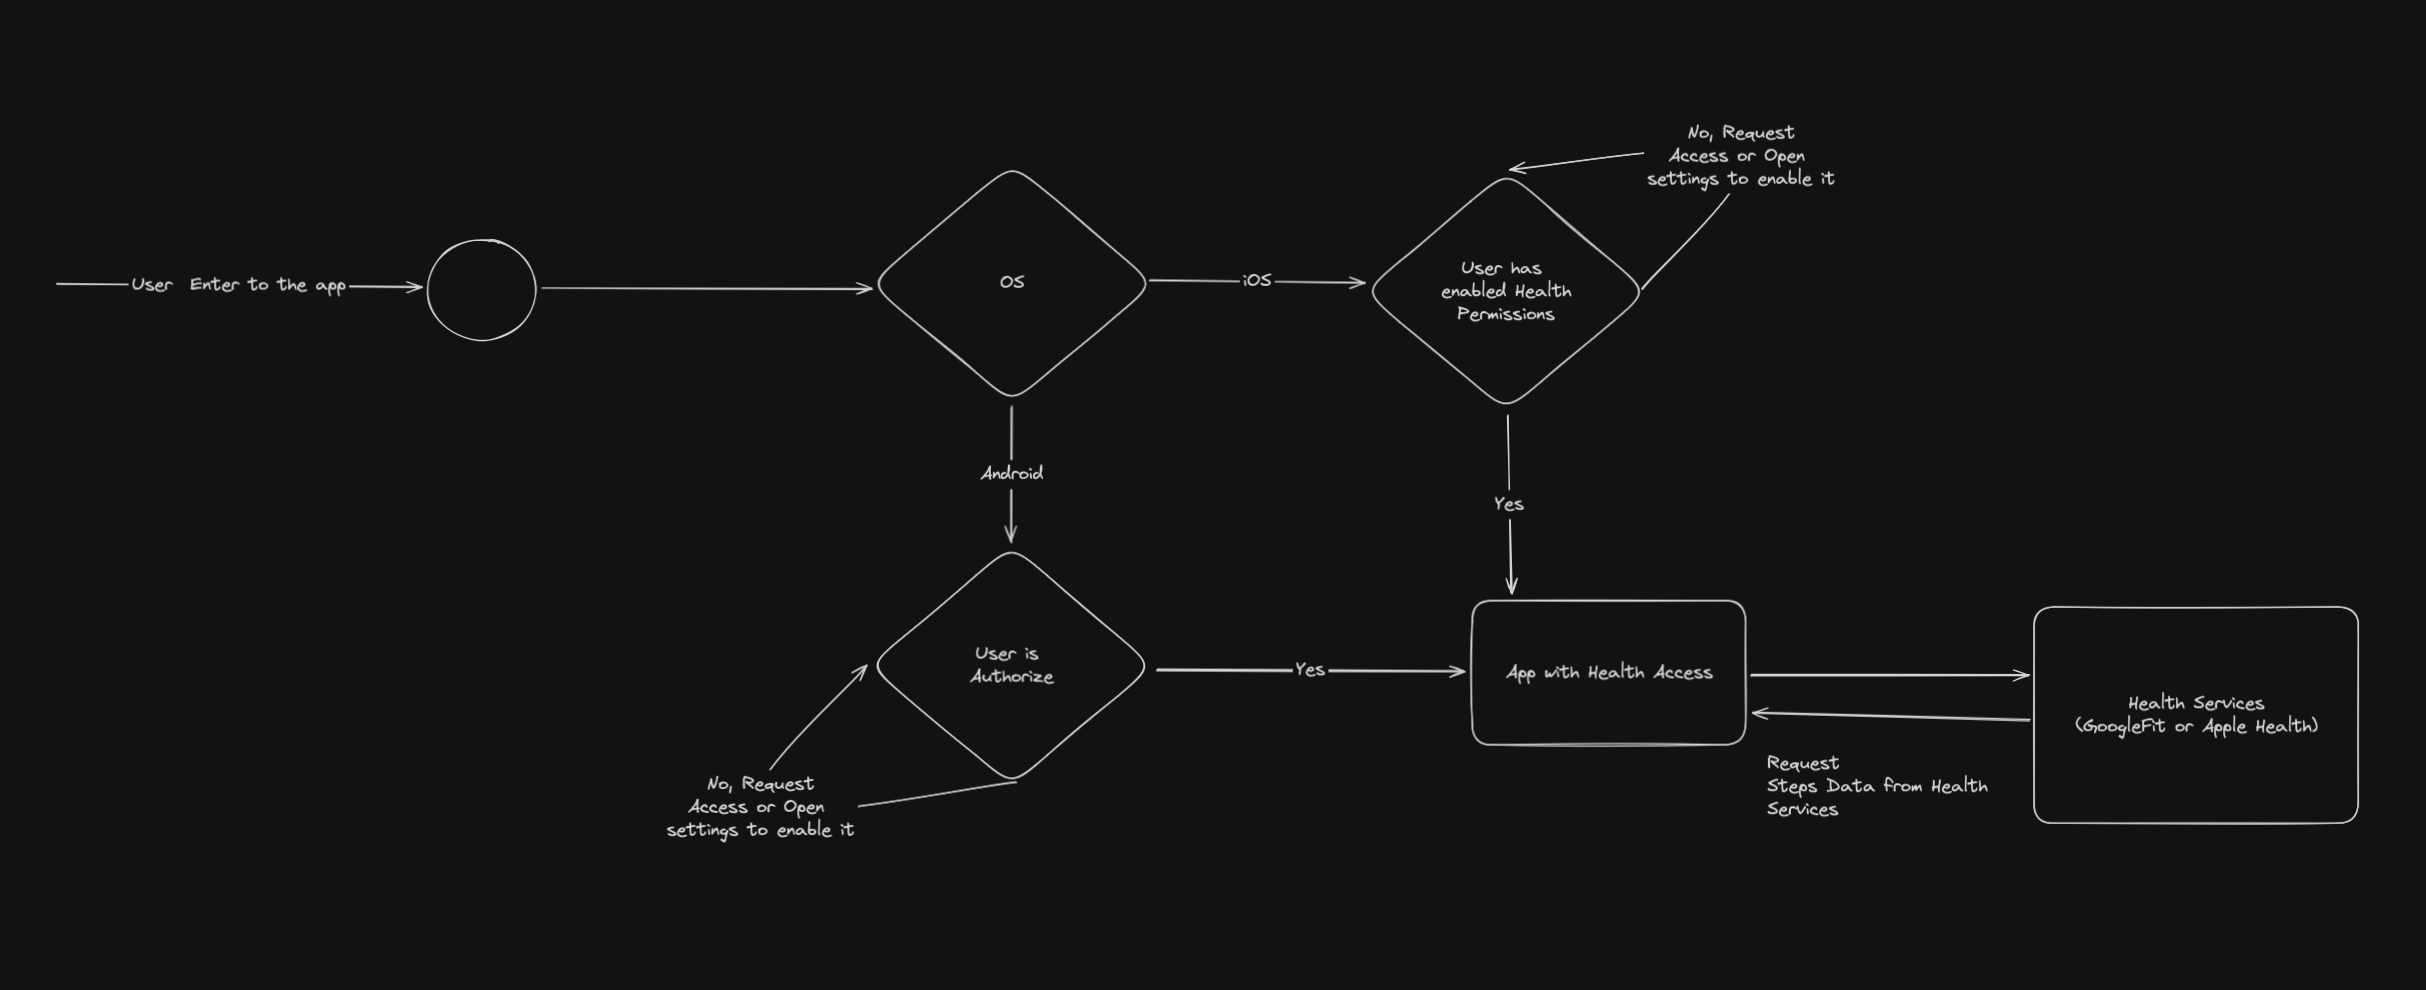 User  Enter to the app
OS
iOS
User has
enabled Health
Permissions
No, Request
Access or Open
settings to enable it
Android
Yes
User is
Authorize
No, Request
Access or Open
settings to enable it
Yes
App with Health Access
Request
Steps Data from Health
Services
Health Services
(GoogleFit or Apple Health)